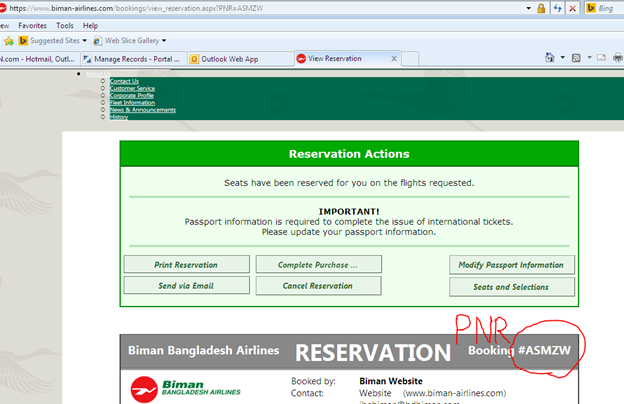 https://www.biman-airlines.com/bookings/view_reservation.aspx?PNR=ASMZW
Bing
ew Favorites Tools Help
Suggested Sites Web Slice Gallery
N.com - Hotmail, Outl...
Manage Records - Portal ...
Outlook Web App
View Reservation
Contact Us
Customer Service
Corporate Profile
Fleet Information
News & Announcements
History
Reservation Actions
Seats have been reserved for you on the flights requested.
IMPORTANT!
Passport information is required to complete the issue of international tickets.
Please update your passport information.
Print Reservation
Complete Purchase ...
Modify Passport Information
Send via Email
Cancel Reservation
Seats and Selections
PNR
Biman Bangladesh Airlines RESERVATION Booking #ASMZW
Biman
BANGLADESH AIRLINES
Booked by: Biman Website
Contact: Website (www.biman-airlines.com)